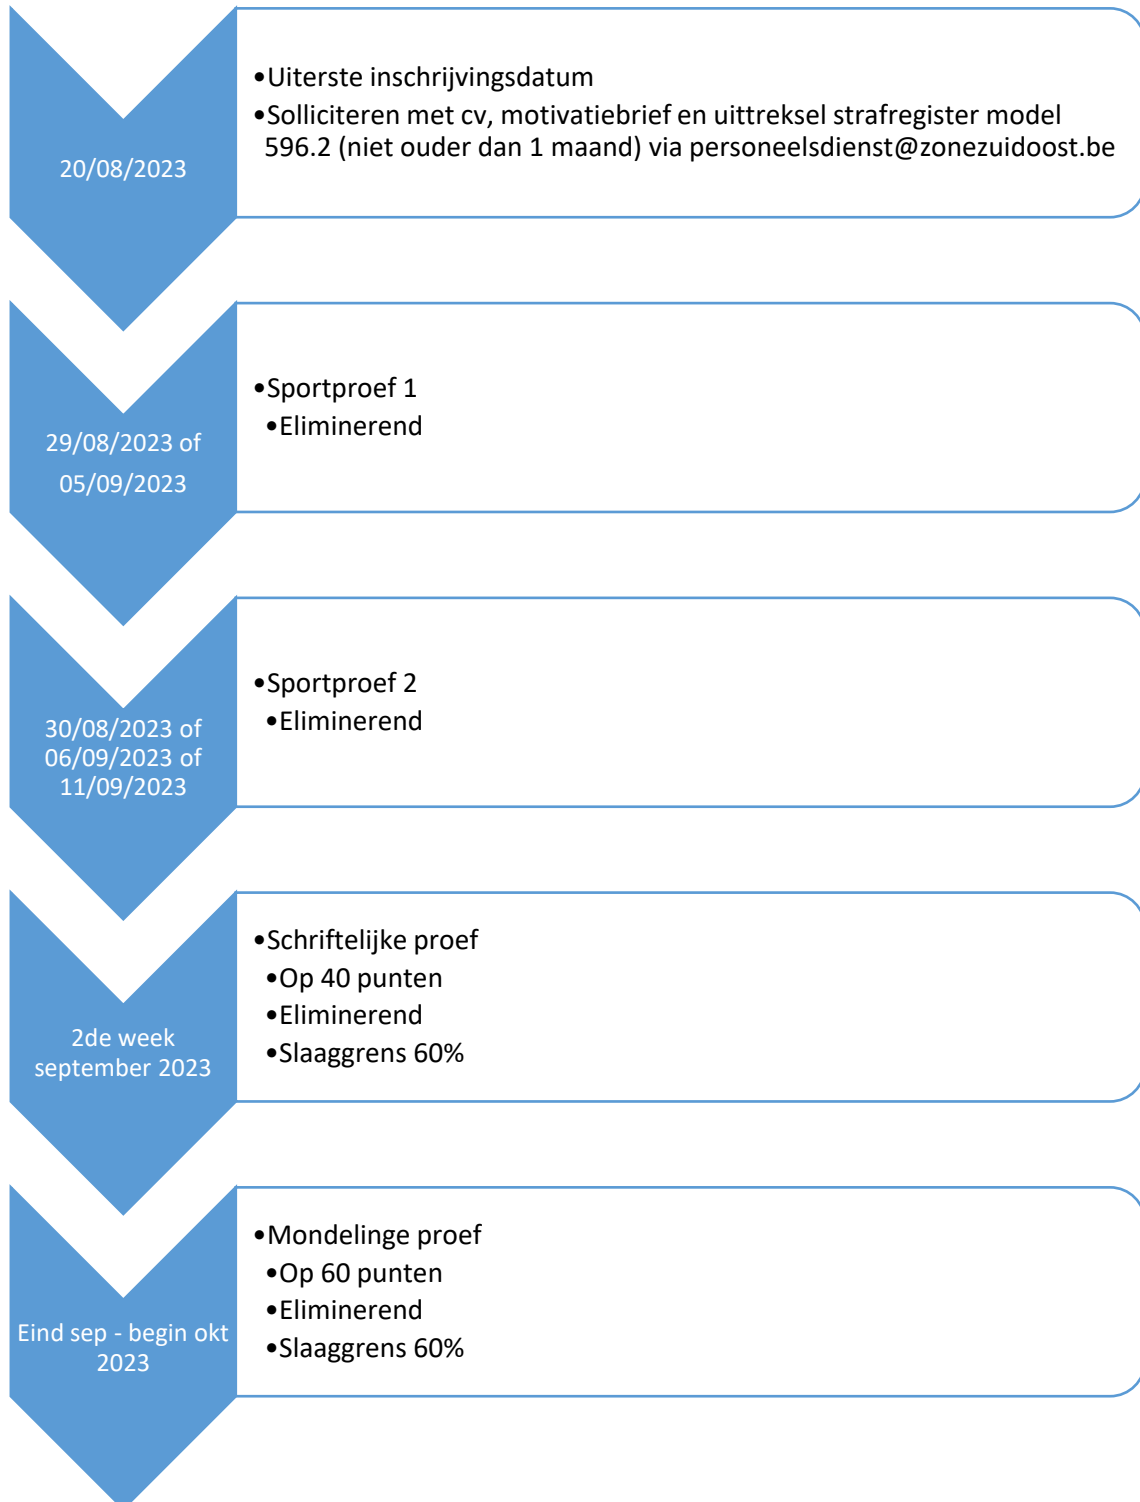 20/08/2023
•Uiterste inschrijvingsdatum
•Solliciteren met cv, motivatiebrief en uittreksel strafregister model
596.2 (niet ouder dan 1 maand) via personeelsdienst@zonezuidoost.be
29/08/2023 of
05/09/2023
•Sportproef 1
•Eliminerend
30/08/2023 of
06/09/2023 of
11/09/2023
•Sportproef 2
•Eliminerend
2de week
september 2023
•Schriftelijke proef
•Op 40 punten
•Eliminerend
•Slaaggrens 60%
Eind sep - begin okt
2023
•Mondelinge proef
•Op 60 punten
•Eliminerend
•Slaaggrens 60%